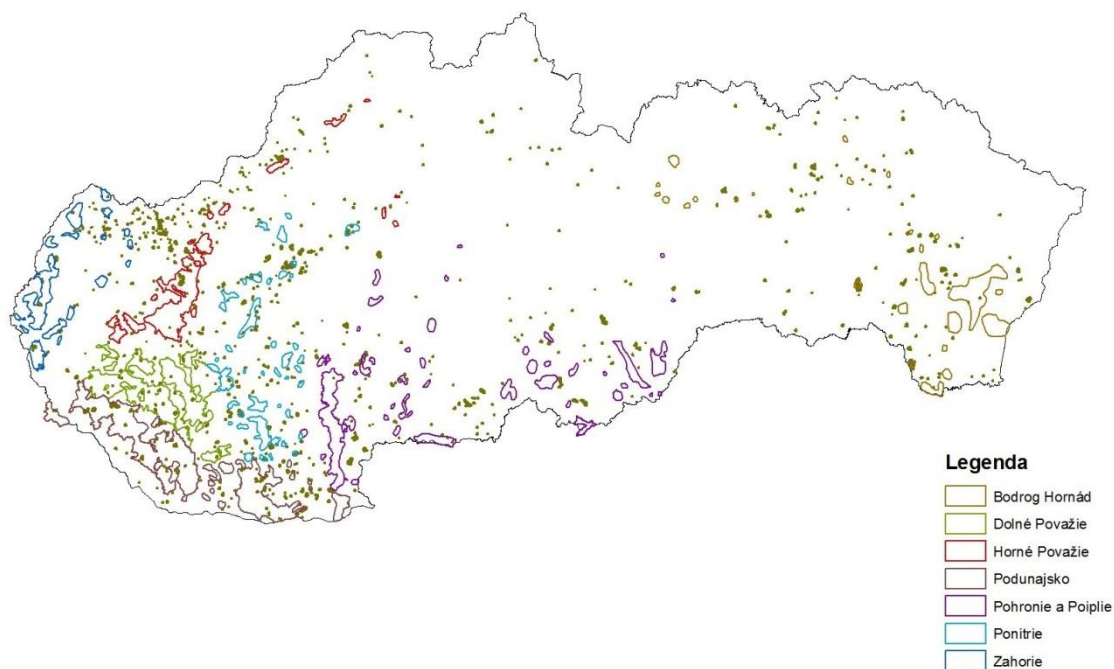 Legenda
Bodrog Hornád
Dolné Považie
Horné Považie
Podunajsko
Pohronie a Poiplie
Ponitrie
Zahorie